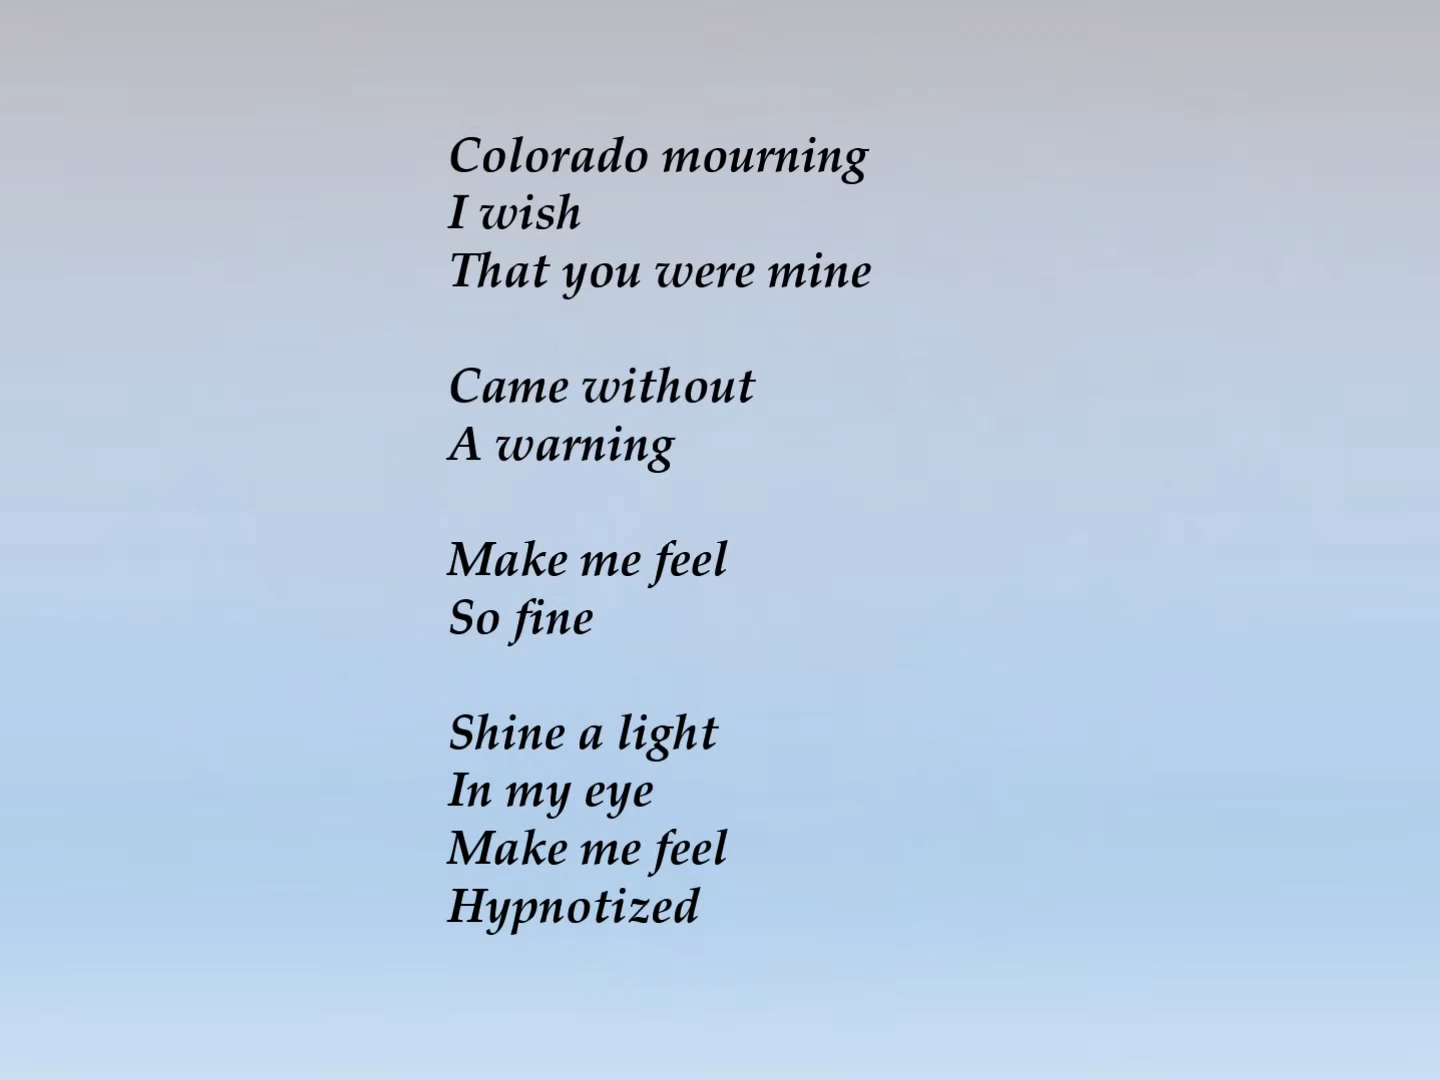 Colorado mourning
I wish
That you were mine
Came without
A warning
Make me feel
So fine
Shine a light
In my eye
Make me feel
Hypnotized